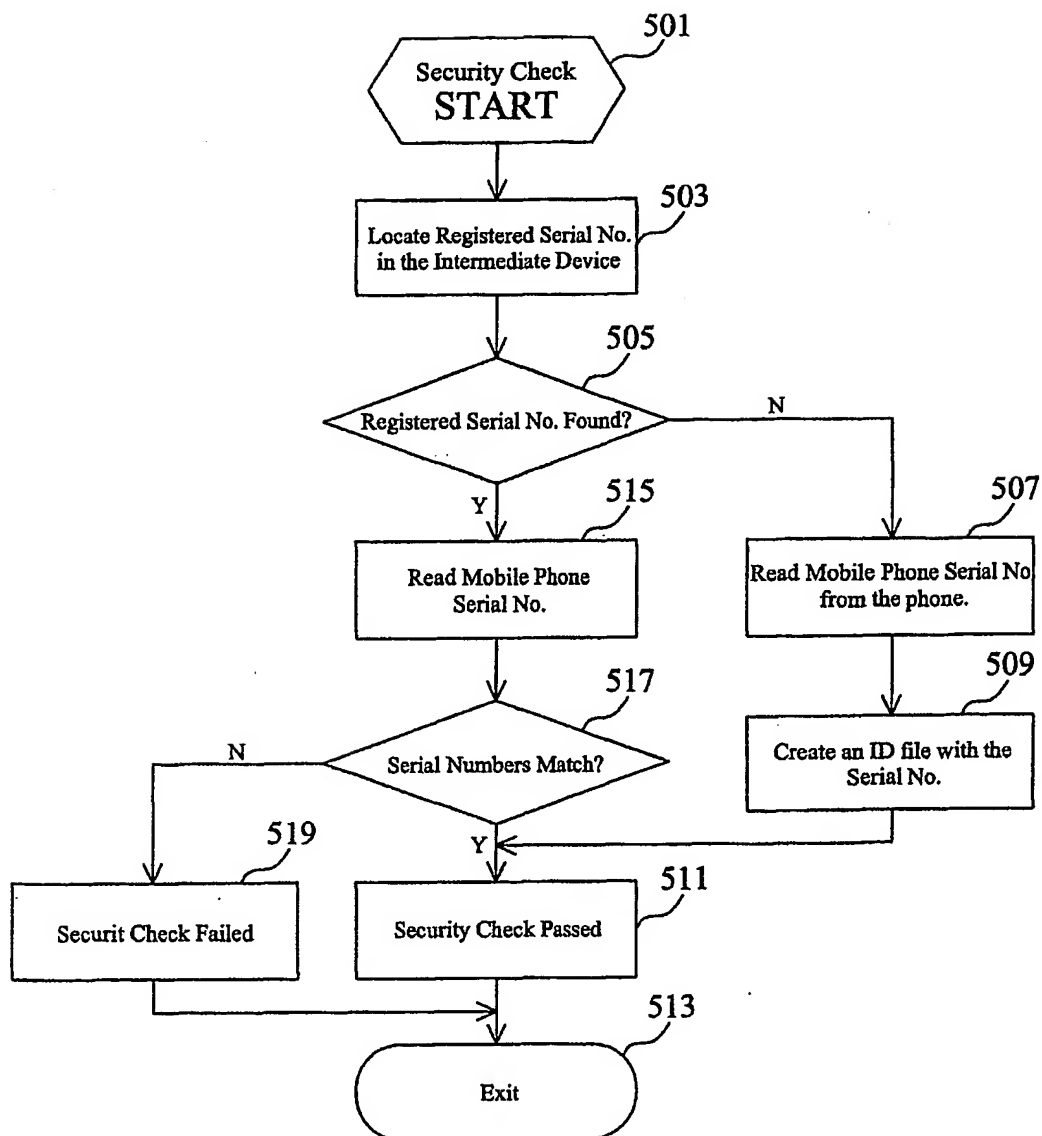 501
Security Check
START
503
Locate Registered Serial No.
in the Intermediate Device
505
Registered Serial No. Found?
N
Y
515
507
Read Mobile Phone
Serial No.
Read Mobile Phone Serial No
from the phone.
517
509
Serial Numbers Match?
N
Create an ID file with the
Serial No.
Y
519
511
Securit Check Failed
Security Check Passed
513
Exit